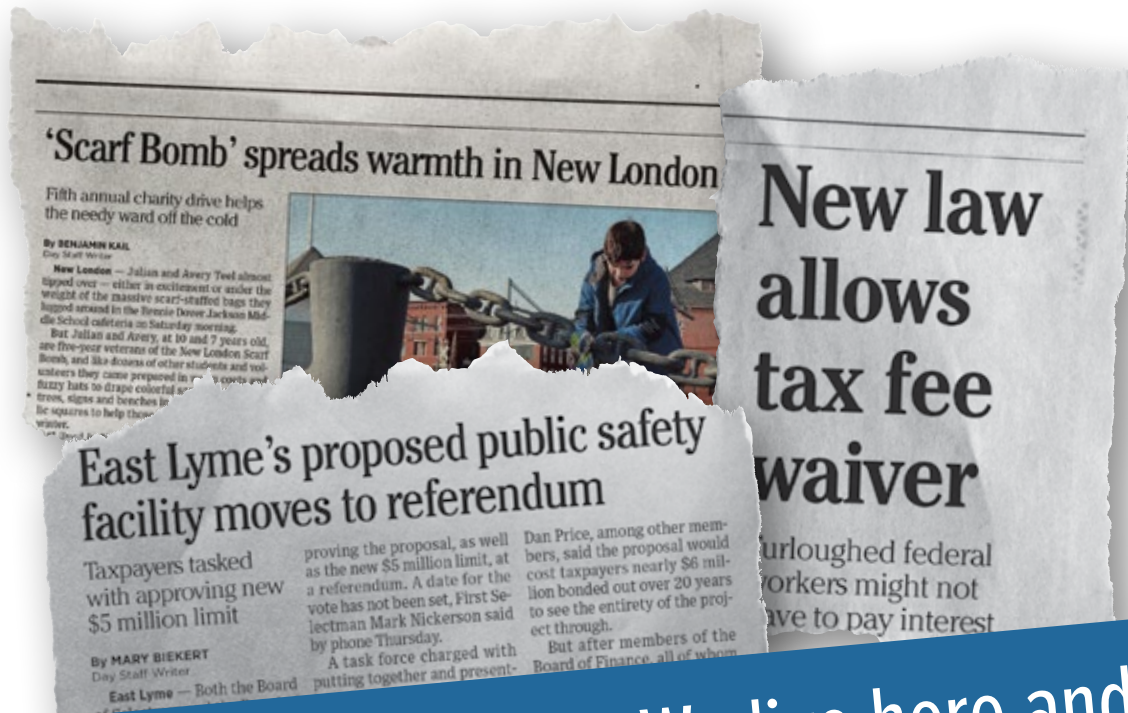 'Scarf Bomb' spreads warmth in New London
Fifth annual charity drive helps
the needy ward off the cold
By BENJAMIN KAIL
Day Staff Writer
New London — Julian and Avery Teel almost
tipped over — either in excitement or under the
weight of the massive scarf-stuffed bags they
lugged around in the Bennie Dover Jackson Mid-
dle School cafeteria on Saturday morning.
But Julian and Avery, at 10 and 7 years old,
are five-year veterans of the New London Scarf
Bomb, and like dozens of other students and vol-
unteers they came prepared in
fuzzy hats to drape colorful
trees, signs and benches in
lic squares to help those
winter.
East Lyme's proposed public safety
facility moves to referendum
Taxpayers tasked
with approving new
$5 million limit
By MARY BIEKERT
Day Staff Writer
East Lyme — Both the Board
proving the proposal, as well
as the new $5 million limit, at
a referendum. A date for the
vote has not been set, First Se-
lectman Mark Nickerson said
by phone Thursday.
A task force charged with
putting together and present-
Dan Price, among other mem-
bers, said the proposal would
cost taxpayers nearly $6 mil-
lion bonded out over 20 years
to see the entirety of the proj-
ect through.
But after members of the
Board of Finance, all of whom
New law
allows
tax fee
waiver
urloughed federal
orkers might not
ave to pay interest
We live here and